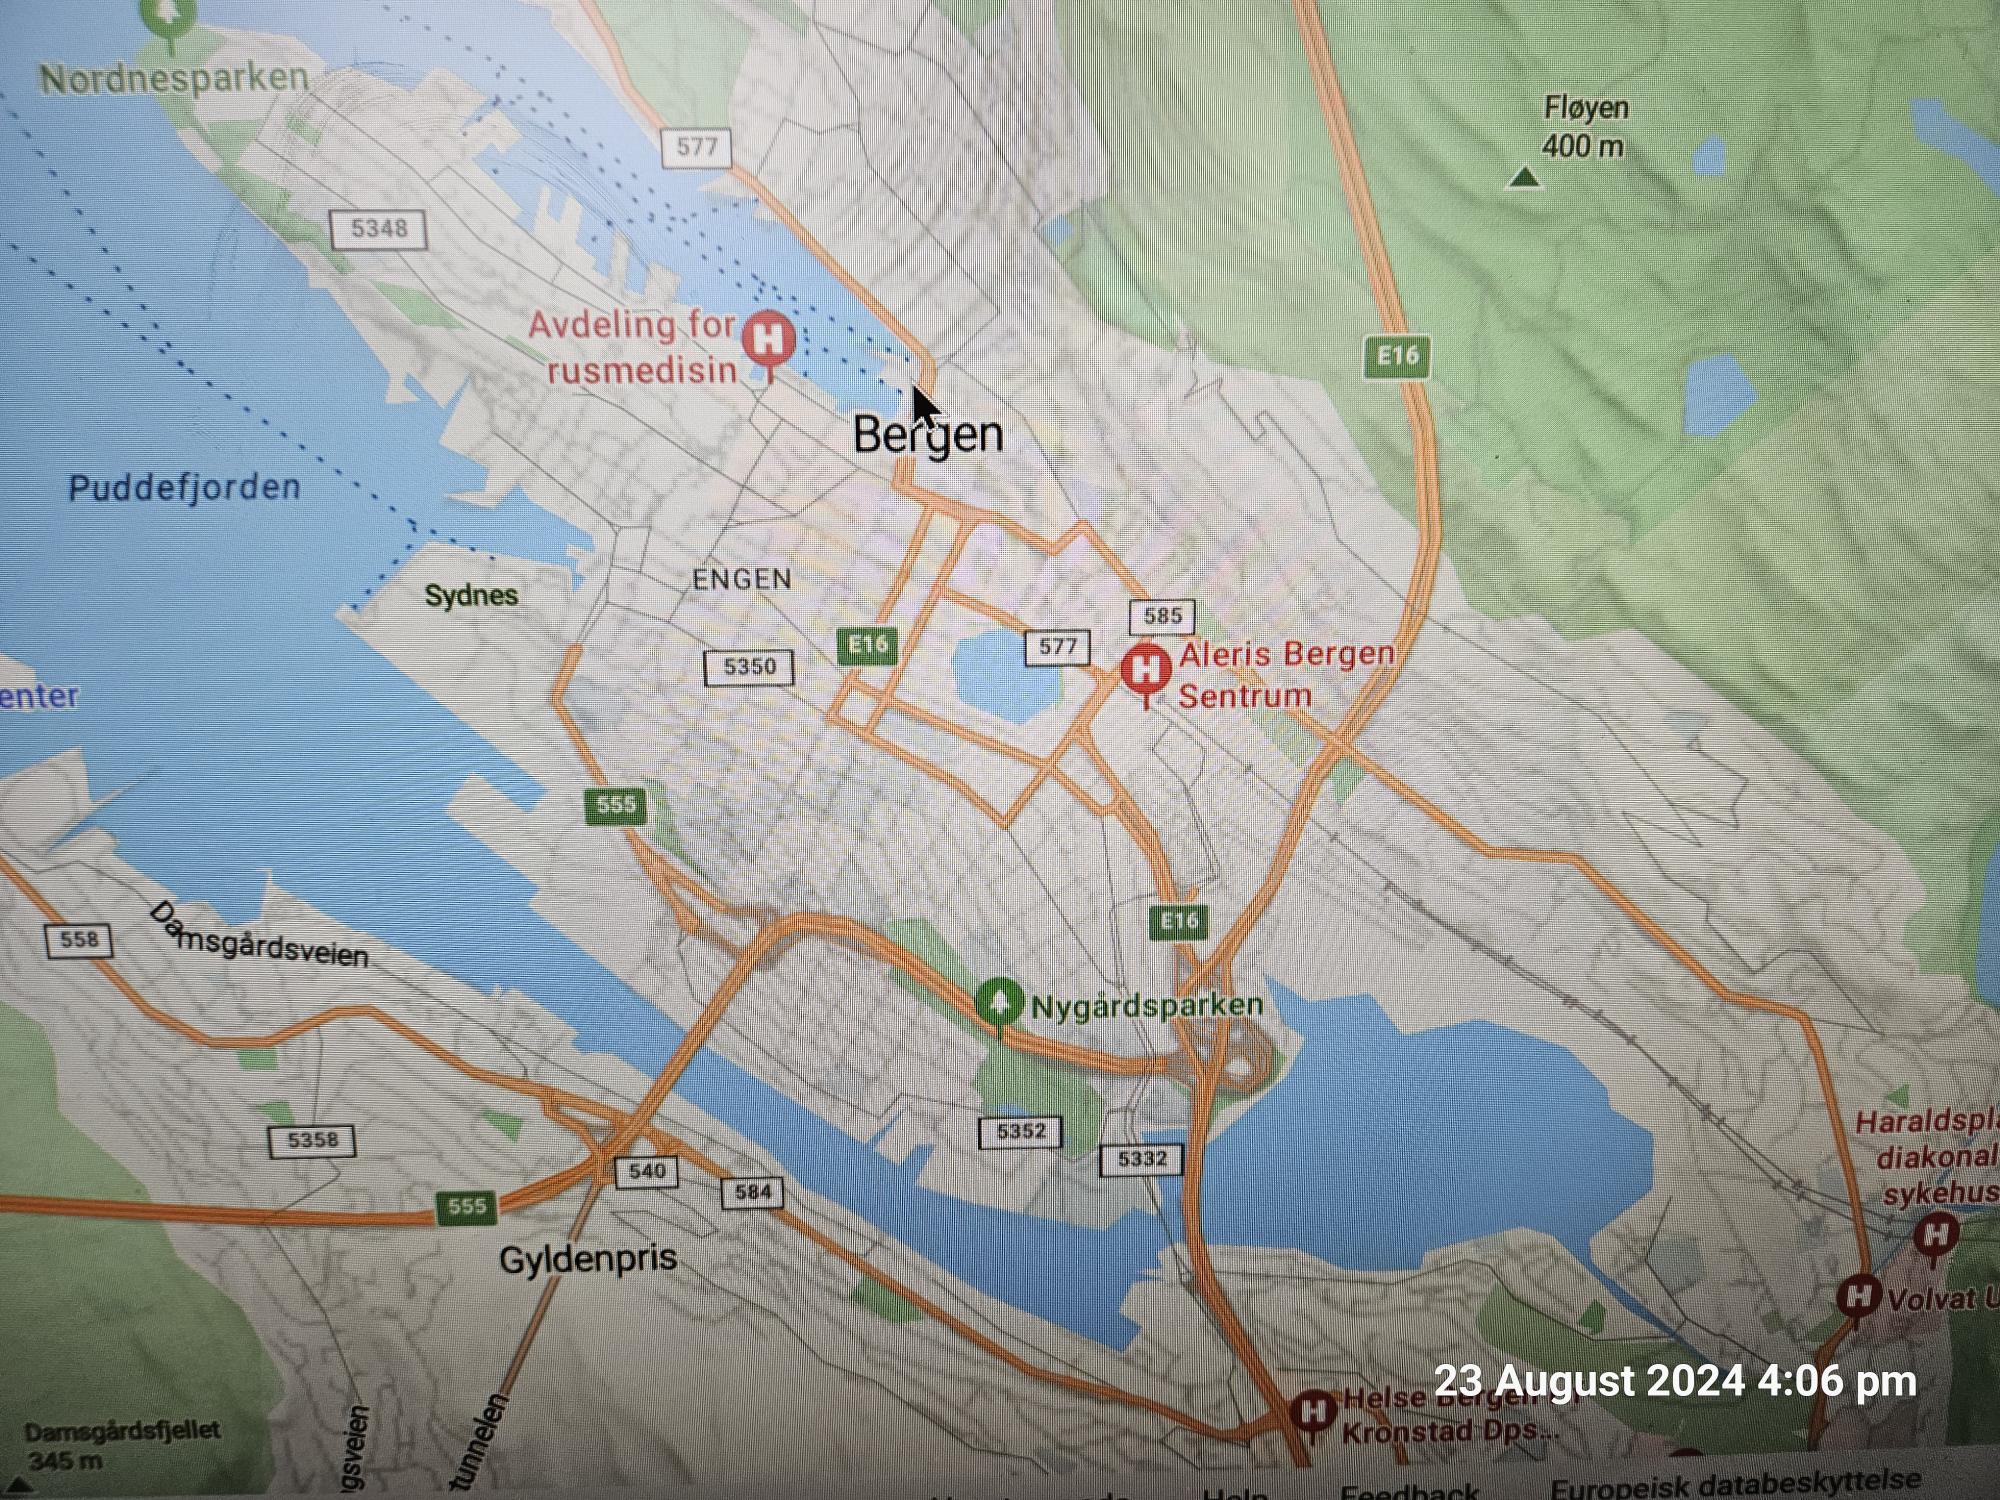 Nordnesparken
577
Fløyen
400 m
5348
Avdeling for
rusmedisin
E16
Bergen
Puddefjorden
ENGEN
Sydnes
585
E16
577
5350
Aleris Bergen
Sentrum
enter
555
558
Damsgårdsveien
E16
Nygårdsparken
5358
5352
5332
540
584
555
Haraldspl
diakonal
sykehus
Gyldenpris
Volvat U
23 August 2024 4:06 pm
Helse Bergen
Kronstad Dps...
Damsgårdsfjellet
345 m
gsveien
tunnelen
Help
Feedback
Europeisk databeskyttelse